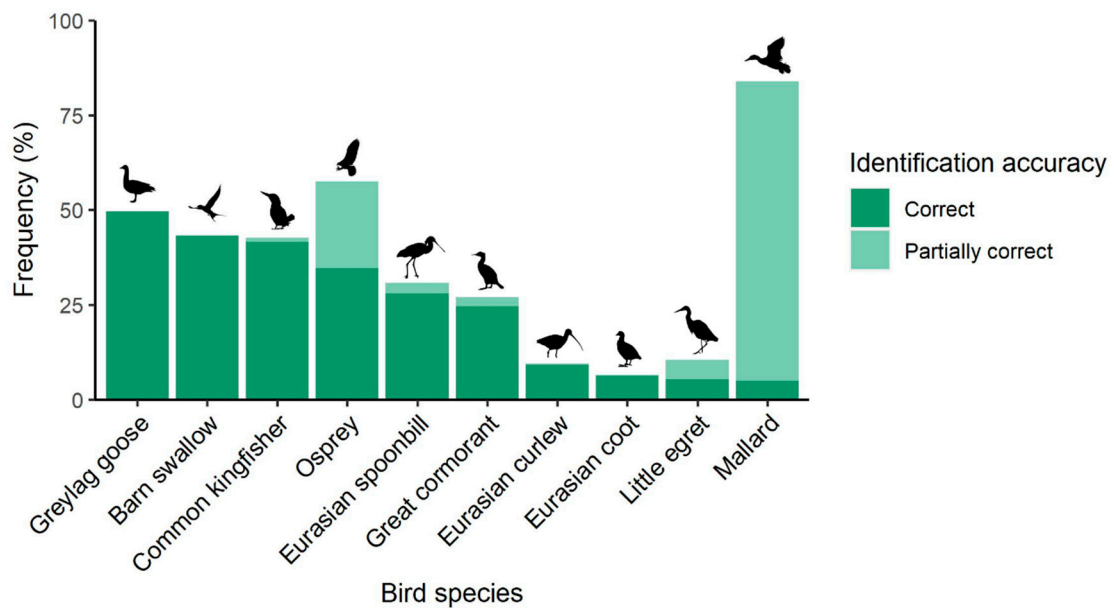 100
75
50
25
0
Frequency (%)
Greylag goose
Barn swallow
Common kingfisher
Osprey
Eurasian spoonbill
Great cormorant
Eurasian curlew
Eurasian coot
Little egret
Mallard
Bird species
Identification accuracy
Correct
Partially correct